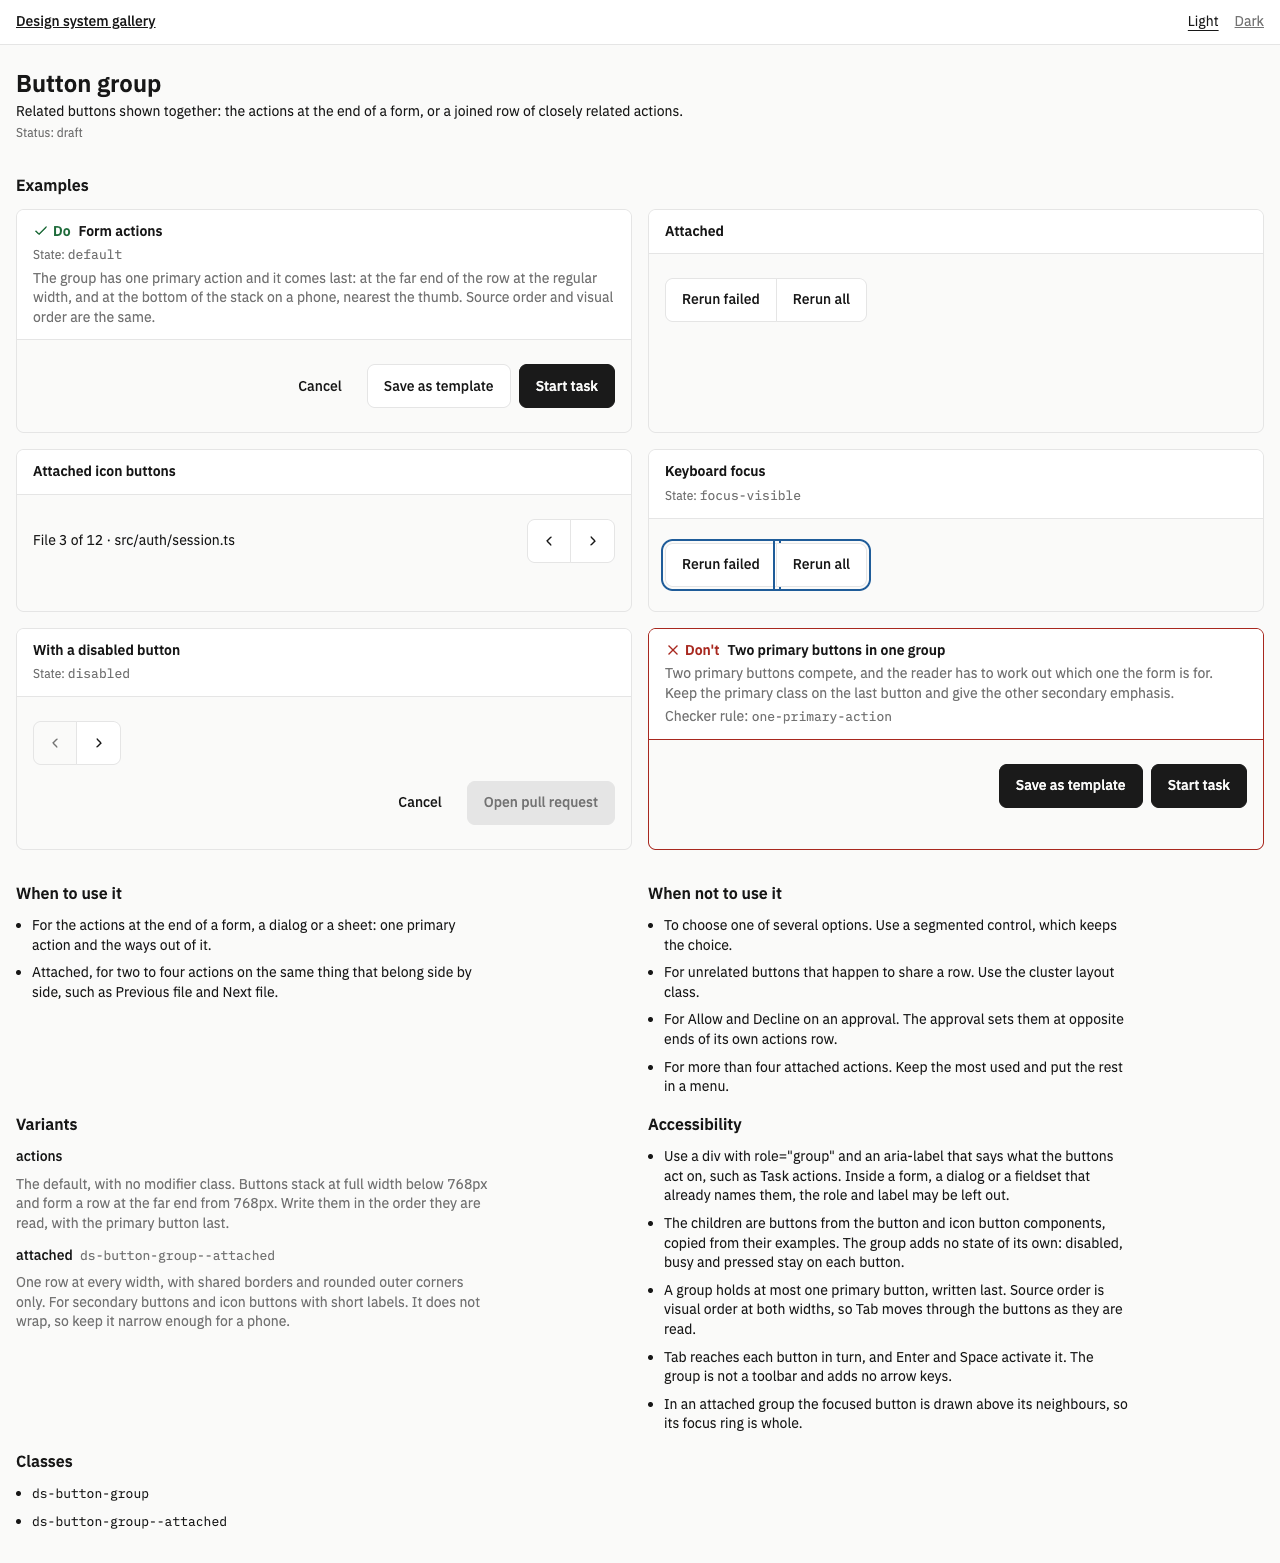 Design system gallery
Light
Dark
Button group
Related buttons shown together: the actions at the end of a form, or a joined row of closely related actions.
Status: draft
Examples
Do Form actions
State: default
The group has one primary action and it comes last: at the far end of the row at the regular
width, and at the bottom of the stack on a phone, nearest the thumb. Source order and visual
order are the same.
Cancel
Save as template
Start task
Attached
Rerun failed
Rerun all
Attached icon buttons
File 3 of 12 · src/auth/session.ts
Keyboard focus
State: focus-visible
Rerun failed
Rerun all
With a disabled button
State: disabled
Cancel
Open pull request
Don't Two primary buttons in one group
Two primary buttons compete, and the reader has to work out which one the form is for.
Keep the primary class on the last button and give the other secondary emphasis.
Checker rule: one-primary-action
Save as template
Start task
When to use it
For the actions at the end of a form, a dialog or a sheet: one primary
action and the ways out of it.
Attached, for two to four actions on the same thing that belong side by
side, such as Previous file and Next file.
When not to use it
To choose one of several options. Use a segmented control, which keeps
the choice.
For unrelated buttons that happen to share a row. Use the cluster layout
class.
For Allow and Decline on an approval. The approval sets them at opposite
ends of its own actions row.
For more than four attached actions. Keep the most used and put the rest
in a menu.
Variants
actions
The default, with no modifier class. Buttons stack at full width below 768px
and form a row at the far end from 768px. Write them in the order they are
read, with the primary button last.
attached ds-button-group--attached
One row at every width, with shared borders and rounded outer corners
only. For secondary buttons and icon buttons with short labels. It does not
wrap, so keep it narrow enough for a phone.
Accessibility
Use a div with role="group" and an aria-label that says what the buttons
act on, such as Task actions. Inside a form, a dialog or a fieldset that
already names them, the role and label may be left out.
The children are buttons from the button and icon button components,
copied from their examples. The group adds no state of its own: disabled,
busy and pressed stay on each button.
A group holds at most one primary button, written last. Source order is
visual order at both widths, so Tab moves through the buttons as they are
read.
Tab reaches each button in turn, and Enter and Space activate it. The
group is not a toolbar and adds no arrow keys.
In an attached group the focused button is drawn above its neighbours, so
its focus ring is whole.
Classes
ds-button-group
ds-button-group--attached